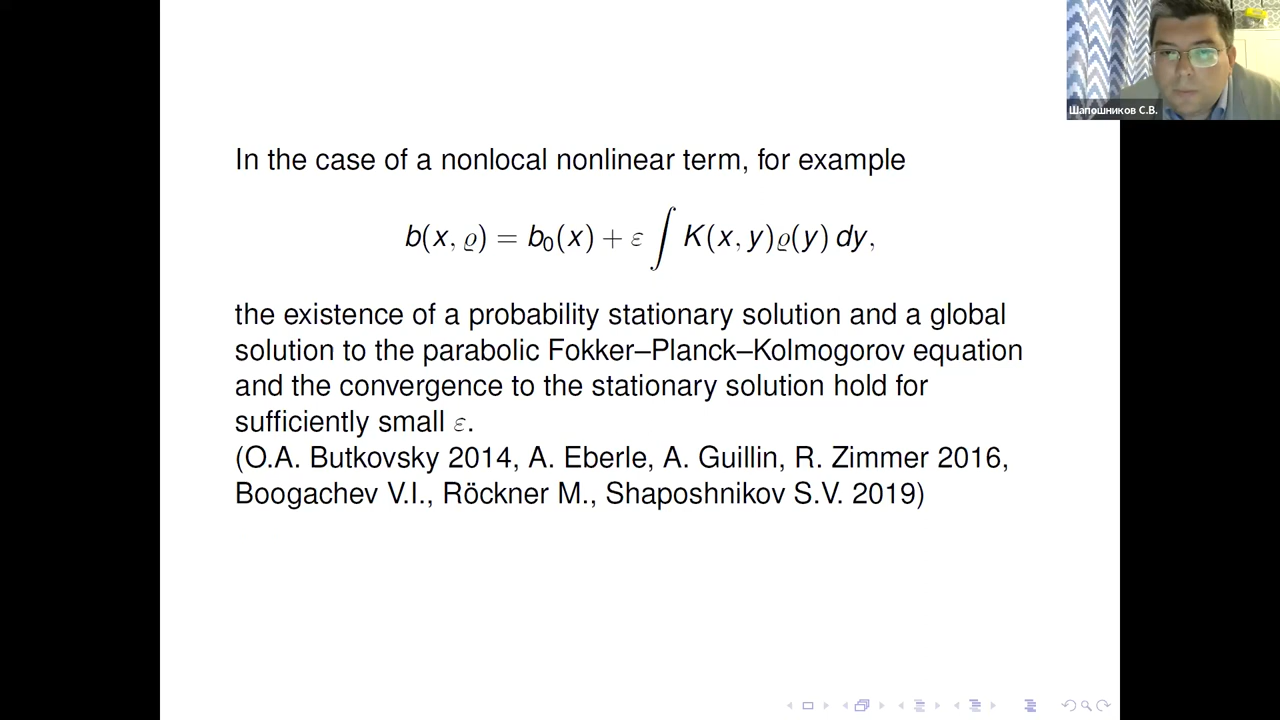 Шапошников С.В.
In the case of a nonlocal nonlinear term, for example
b(x, ϱ) = b₀(x) + ε ∫ K(x, y)ϱ(y) dy,
the existence of a probability stationary solution and a global
solution to the parabolic Fokker–Planck–Kolmogorov equation
and the convergence to the stationary solution hold for
sufficiently small ε.
(O.A. Butkovsky 2014, A. Eberle, A. Guillin, R. Zimmer 2016,
Boogachev V.I., Röckner M., Shaposhnikov S.V. 2019)